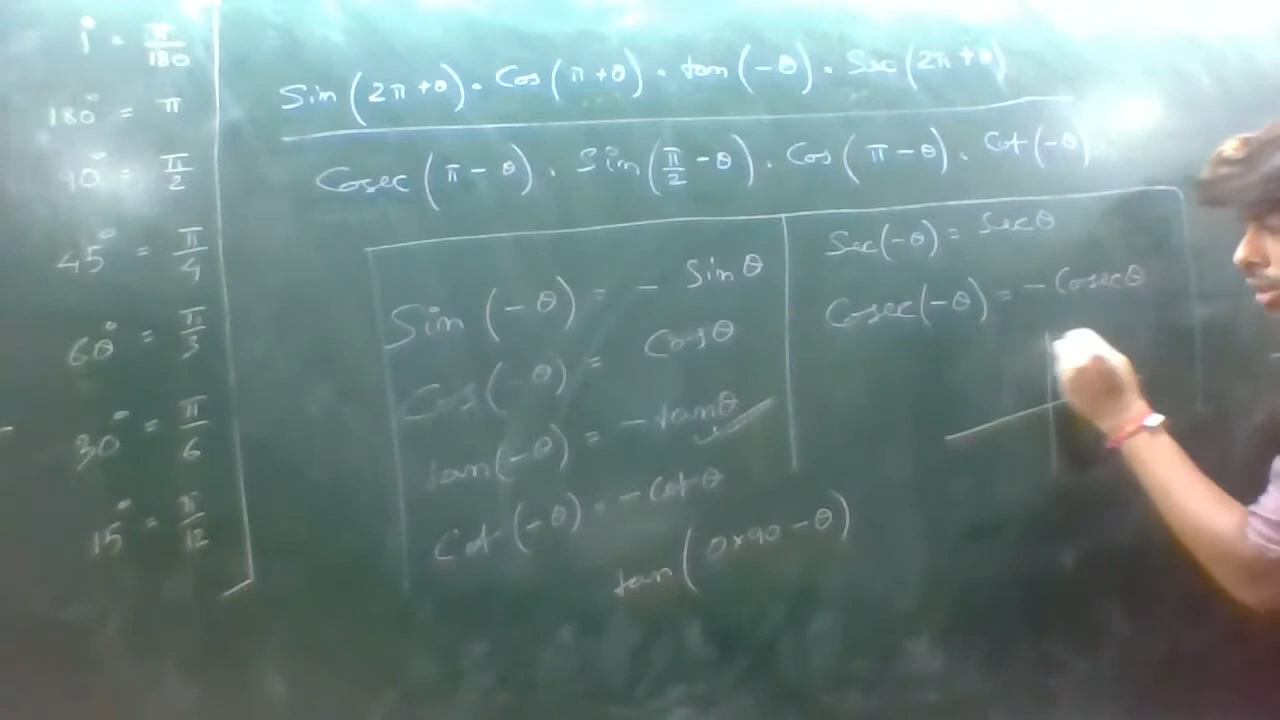 1° = π/180
180° = π
90° = π/2
45° = π/4
60° = π/3
30° = π/6
15° = π/12
Sin(2π+θ). Cos(π+θ). tan(-θ). Sec(2π+θ)
Cosec(π-θ). Sin(π/2-θ). Cos(π-θ). Cot(-θ).
Sin(-θ) = - Sinθ
Cos(-θ) = Cosθ
tan(-θ) = -tanθ
Cot(-θ) = -Cotθ
tan(0×90-θ)
Sec(-θ) = Secθ
Cosec(-θ) = - Cosecθ